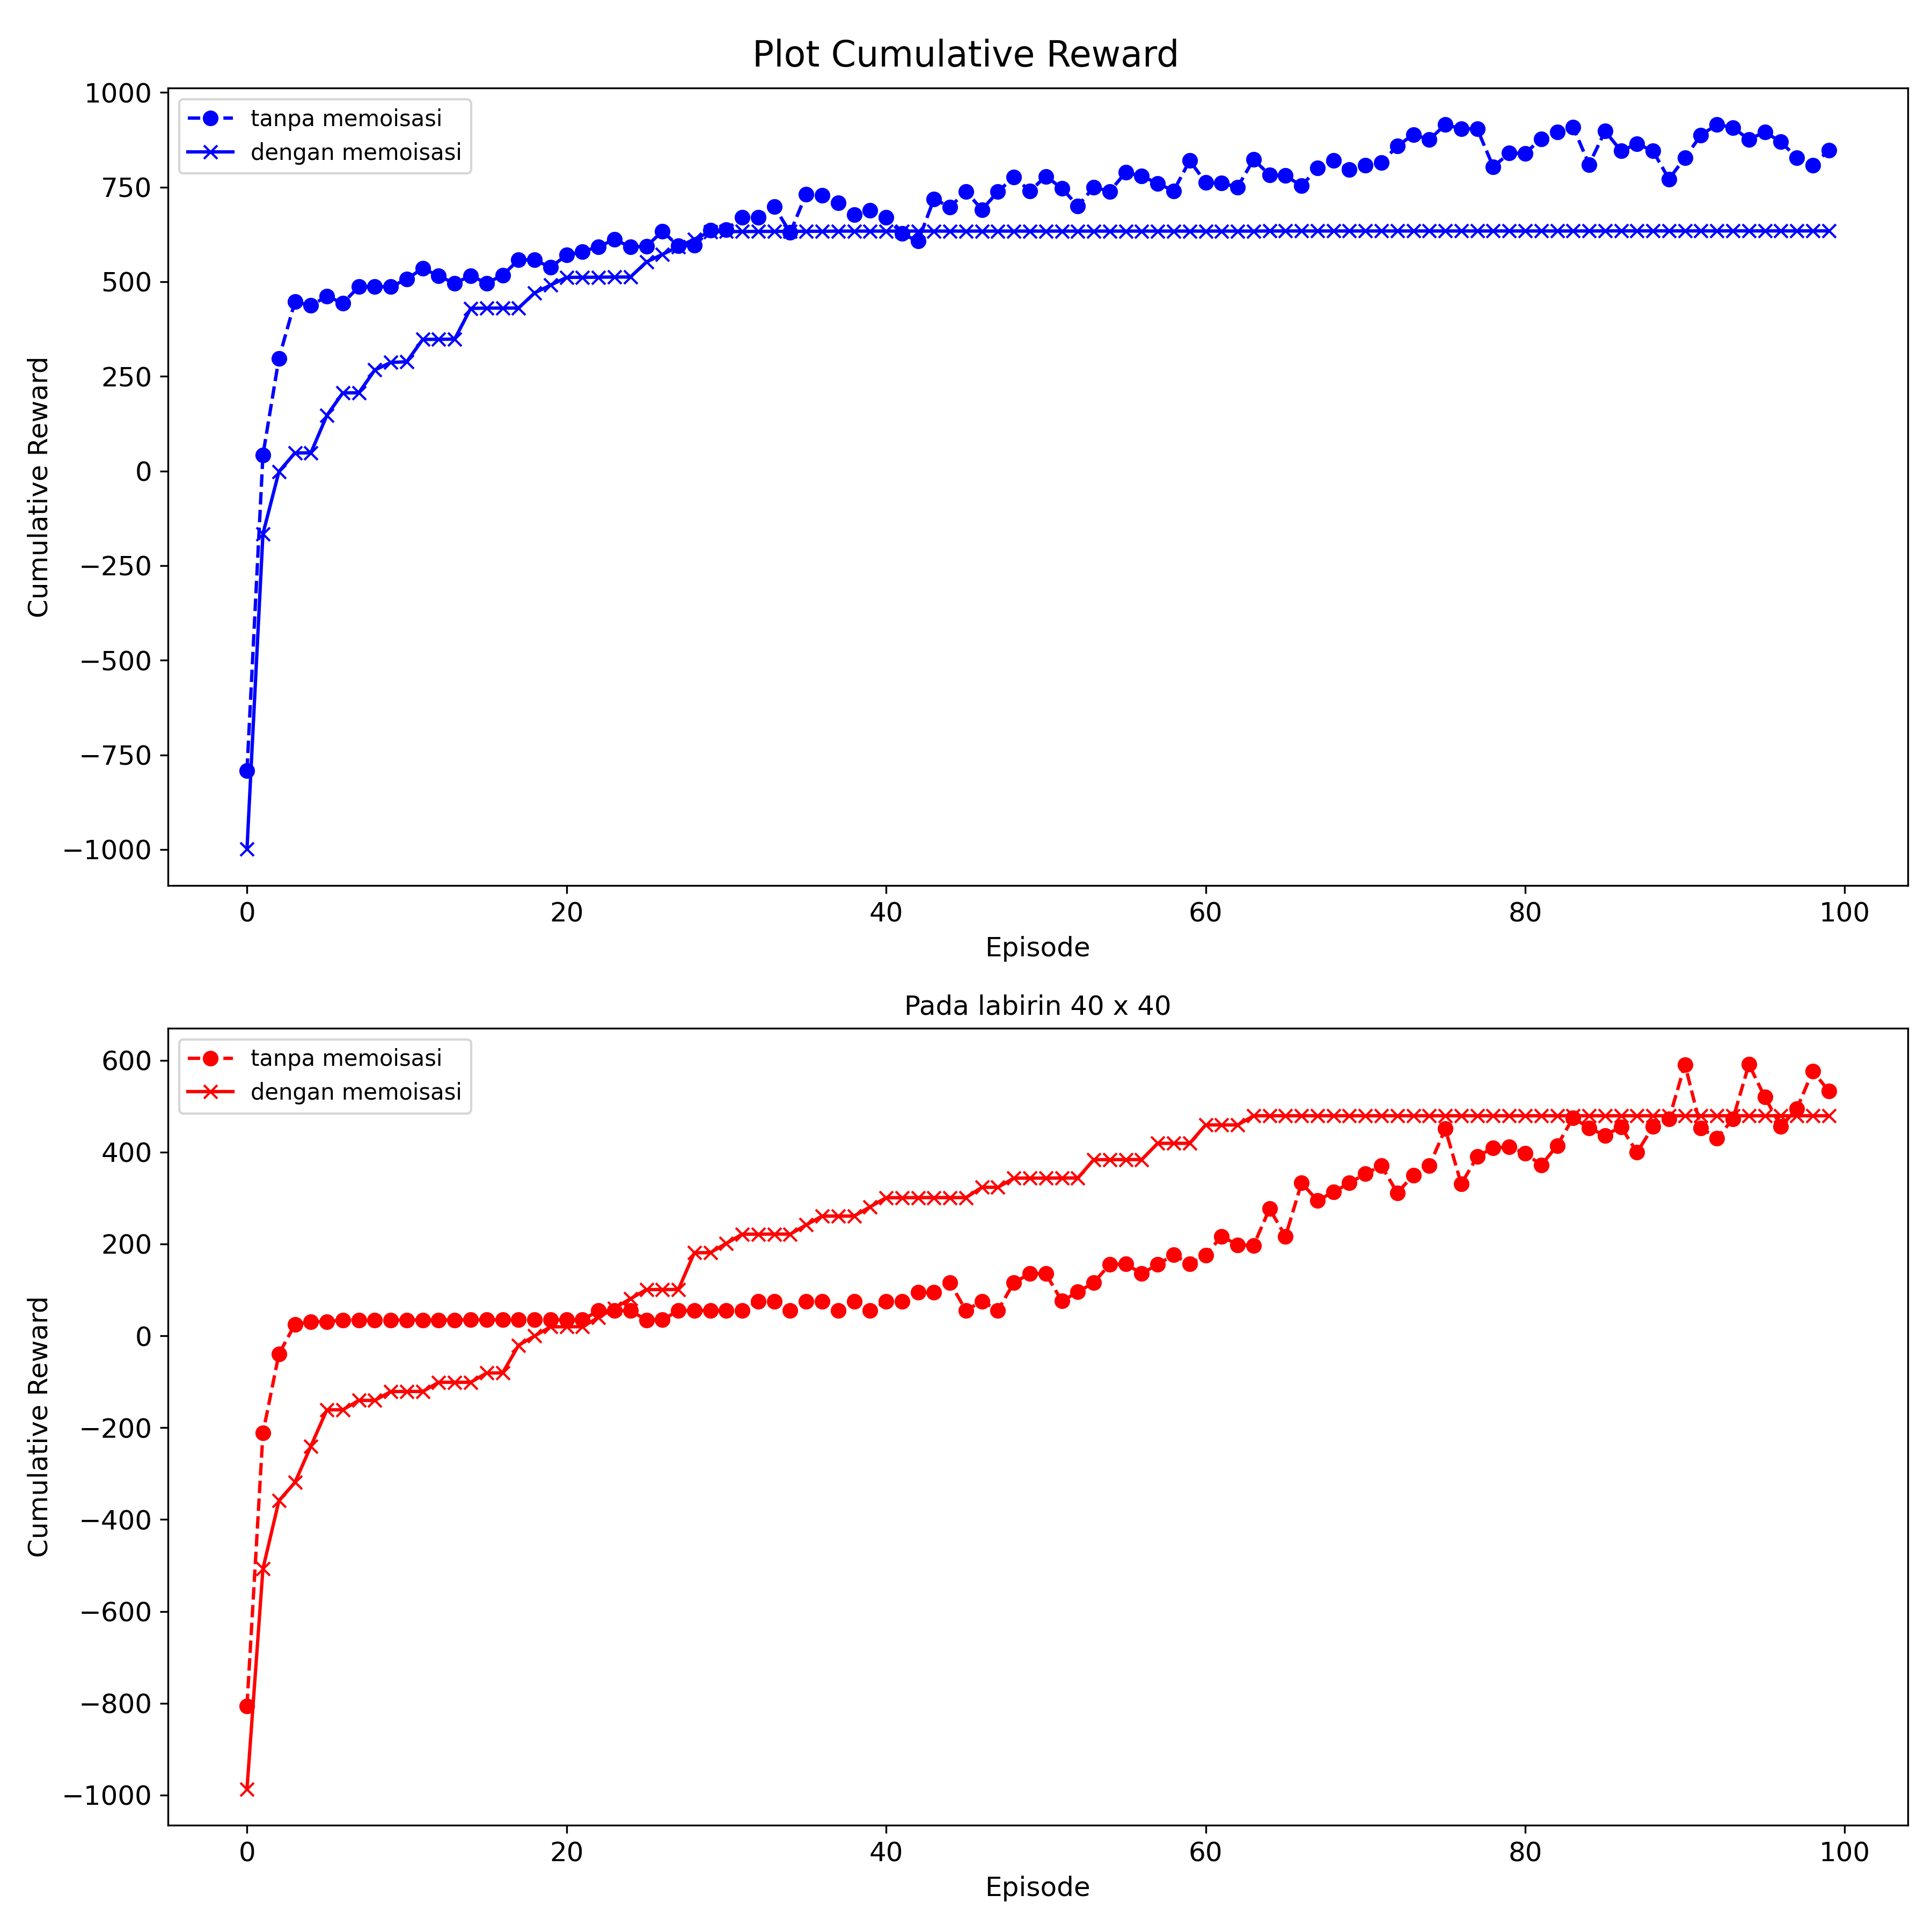 Plot Cumulative Reward
tanpa memoisasi
dengan memoisasi
1000
750
500
250
0
−250
−500
−750
−1000
Cumulative Reward
0 20 40 60 80 100
Episode
Pada labirin 40 x 40
tanpa memoisasi
dengan memoisasi
600
400
200
0
−200
−400
−600
−800
−1000
Cumulative Reward
0 20 40 60 80 100
Episode